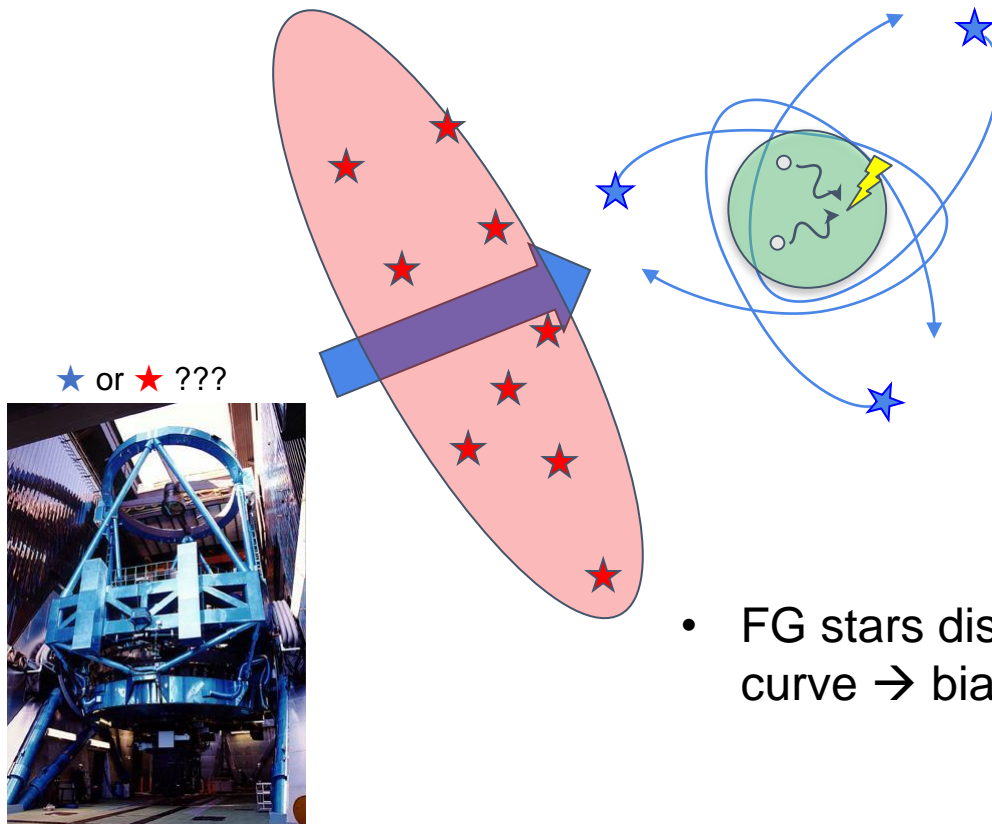 ★ or ★ ???
• FG stars dis
curve → bia